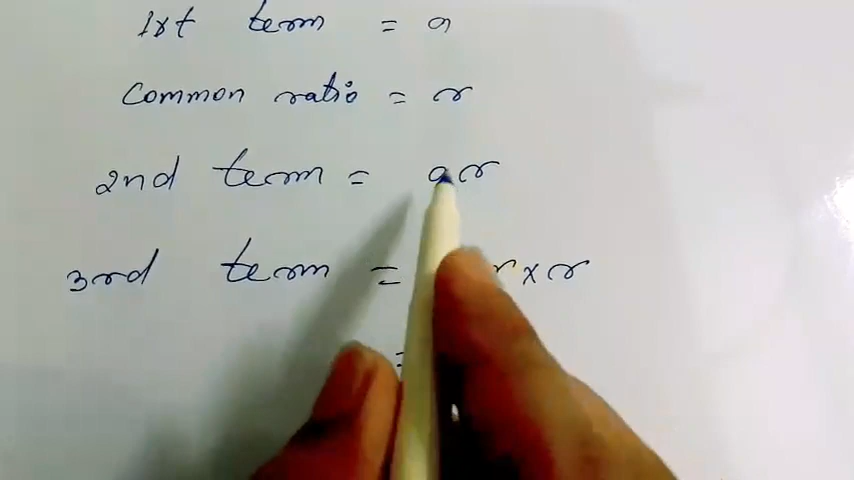 1st term = a
common ratio = r
2nd term = ar
3rd term = r x r
=